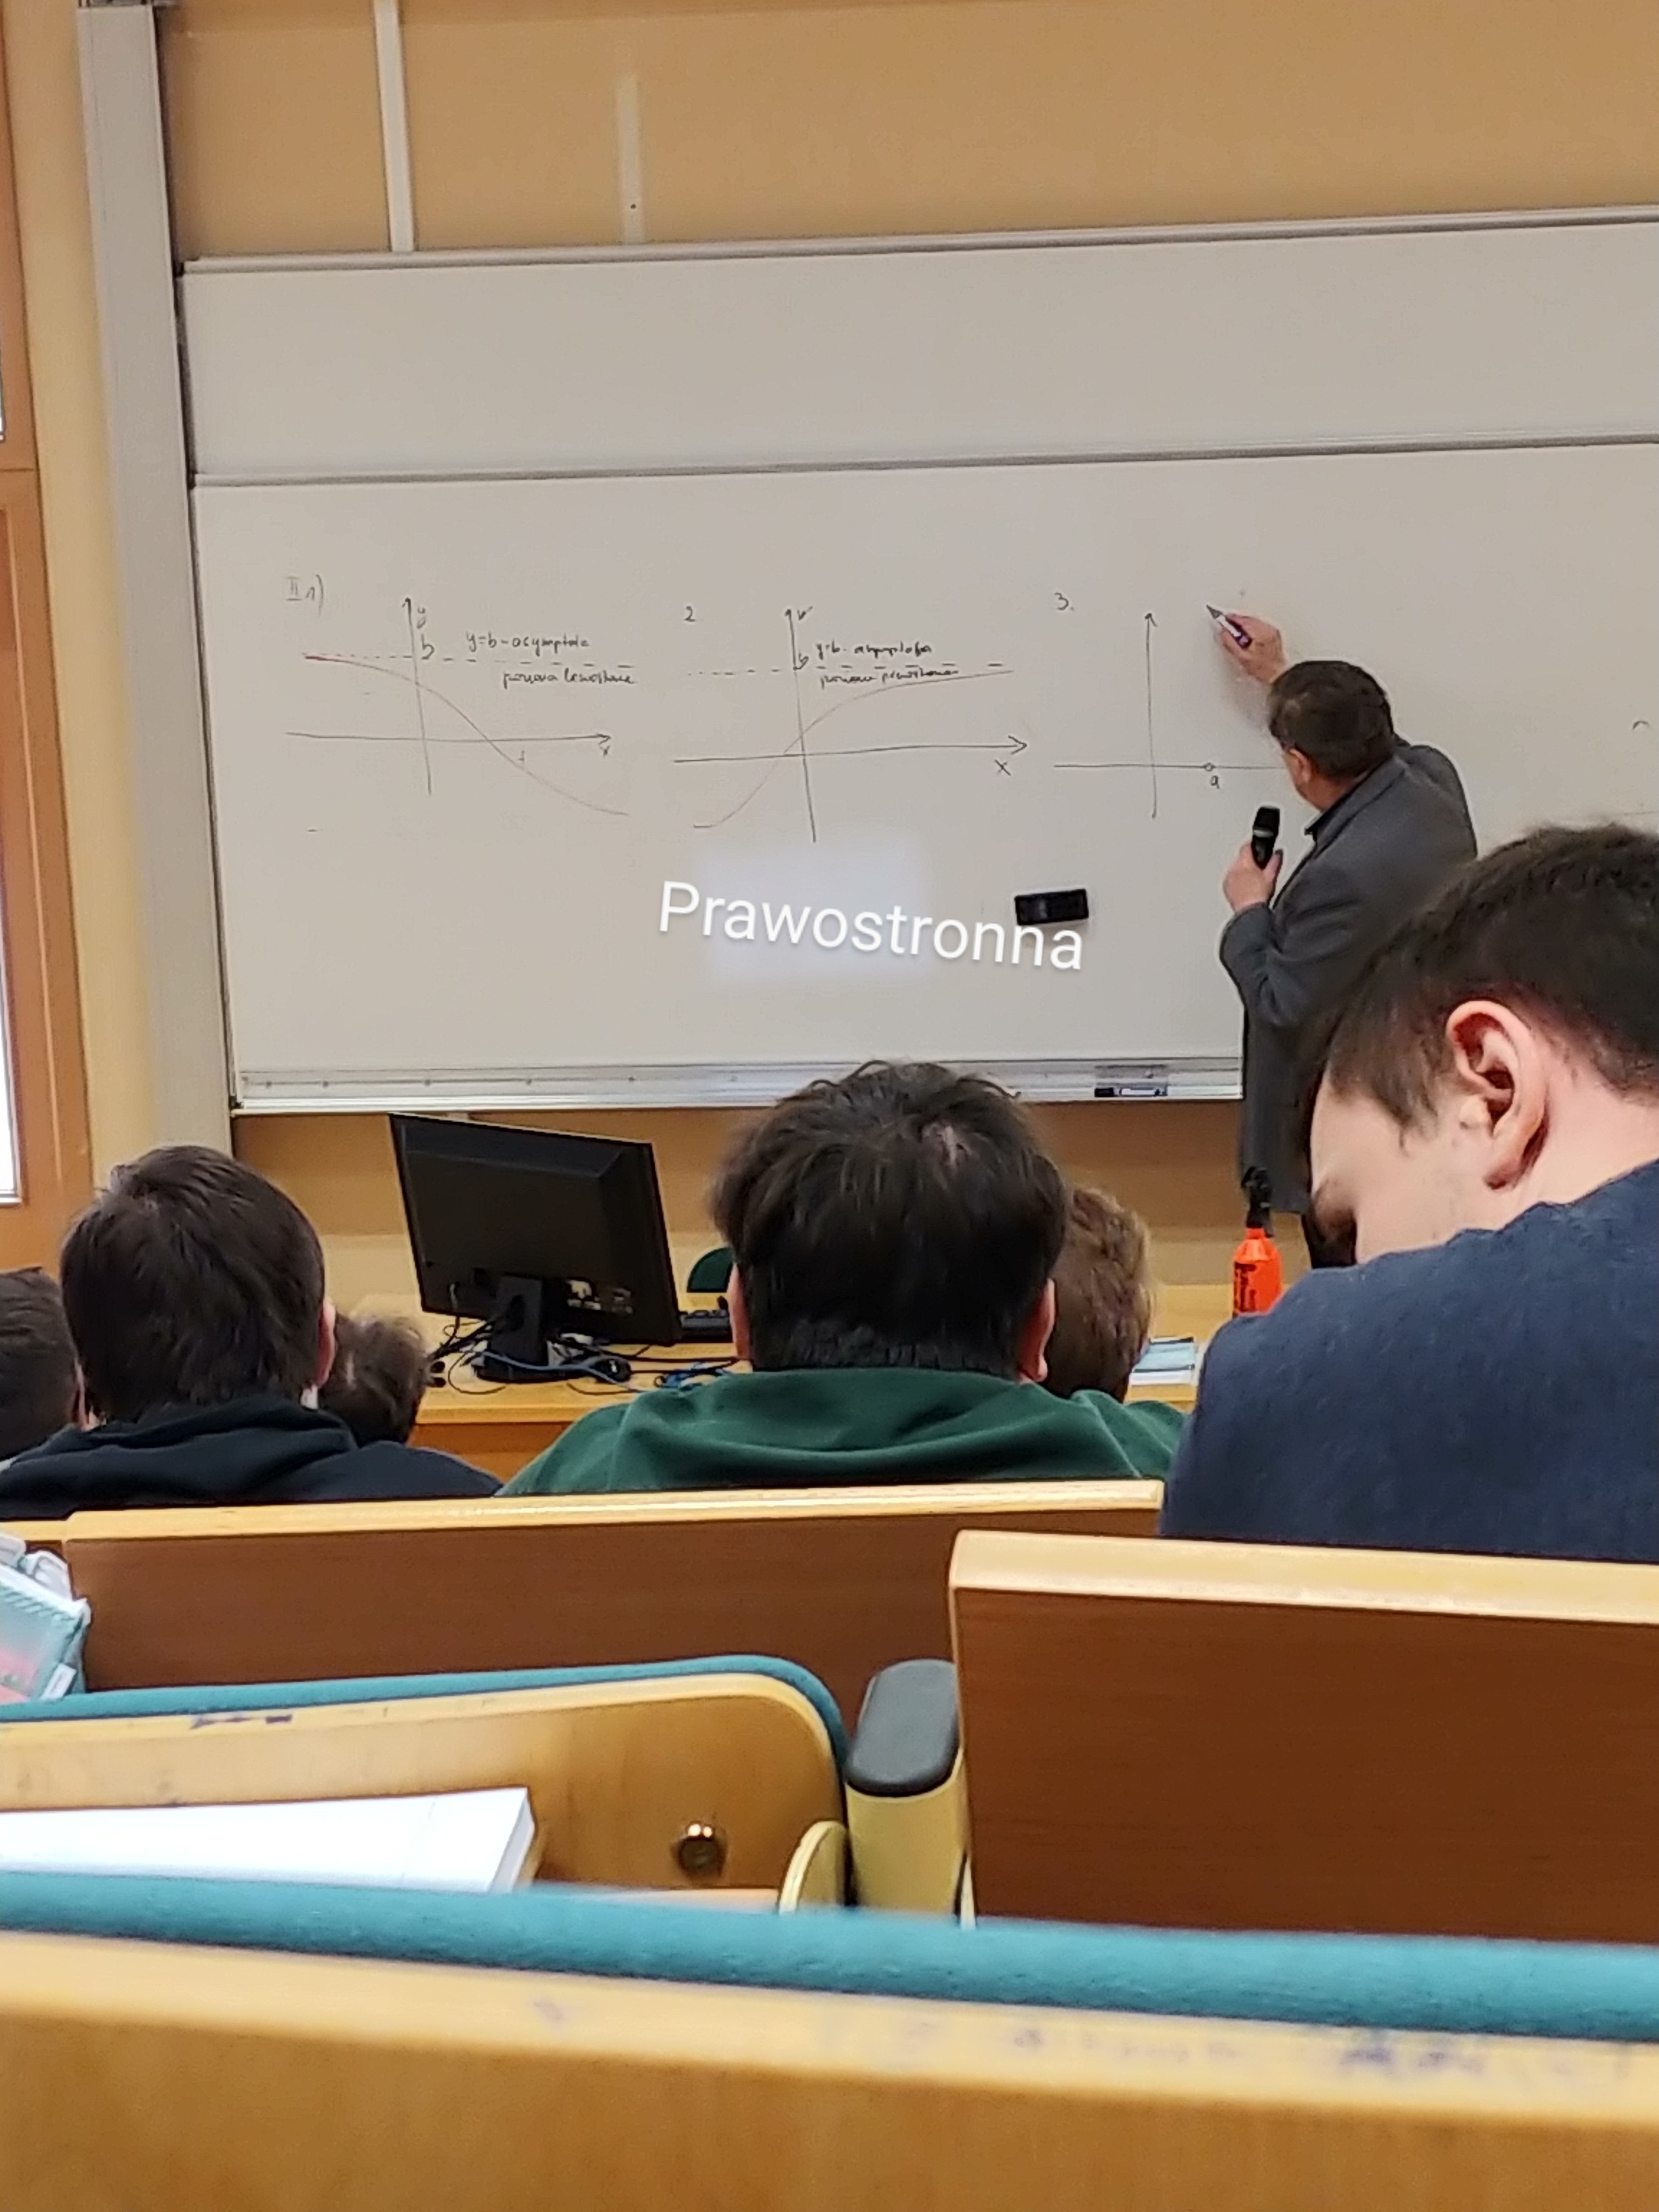 II 1)
y
b
y=b-asymptota
pozioma lewostronna
x
2
y
b
y=b- asymptota
pozioma prawostronna
x
3.
a
Prawostronna